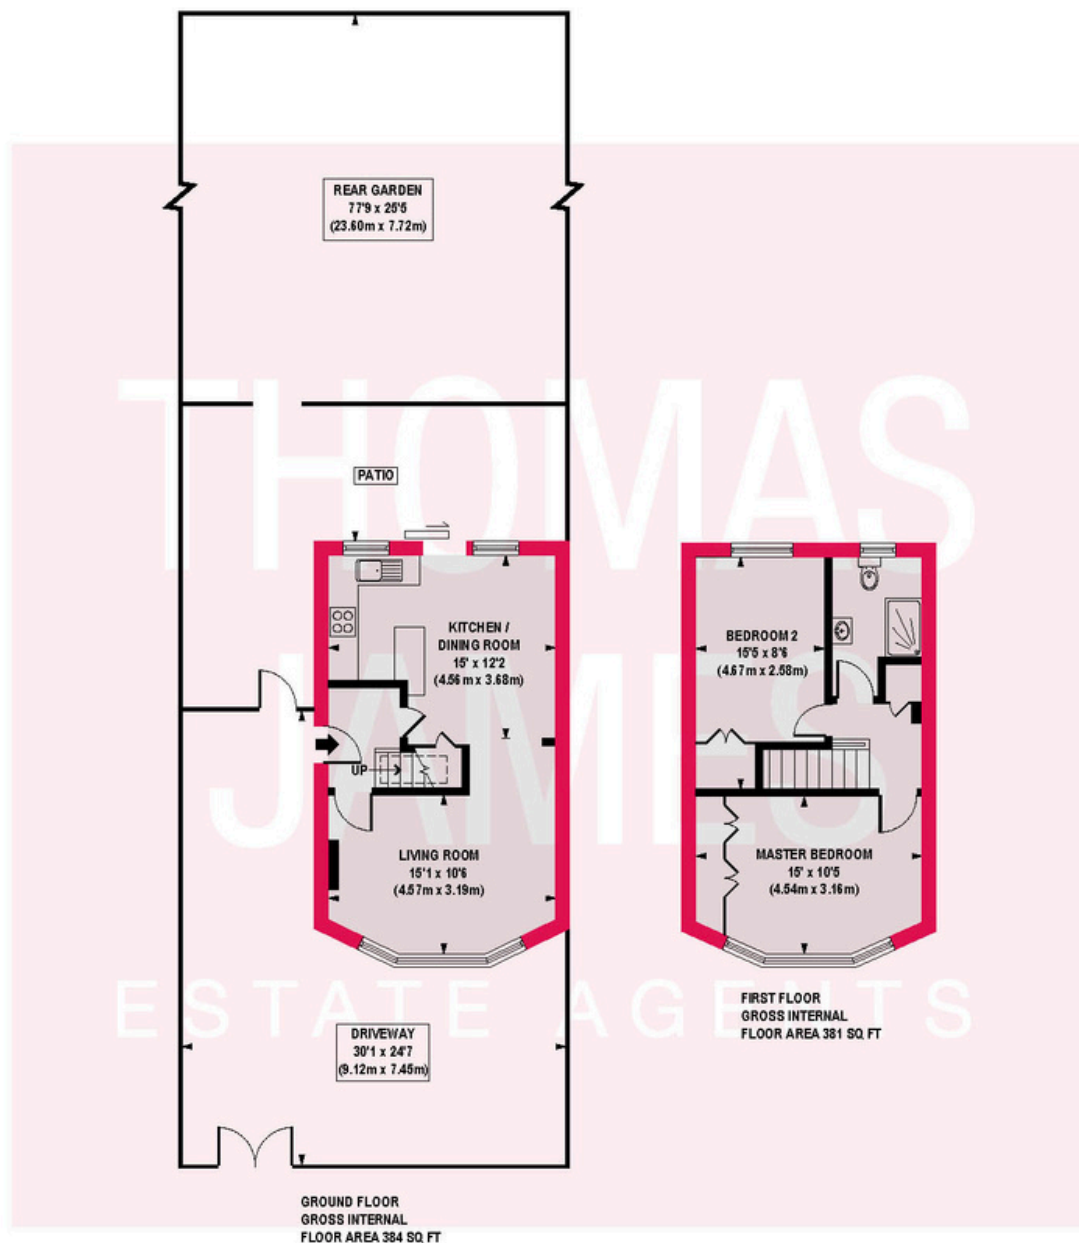 REAR GARDEN
77'9 x 25'5
(23.60m x 7.72m)
THOMAS
JAMES
ESTATE AGENTS
PATIO
KITCHEN /
DINING ROOM
15' x 12'2
(4.56m x 3.68m)
UP
LIVING ROOM
15'1 x 10'6
(4.57m x 3.19m)
BEDROOM 2
15'5 x 8'6
(4.67m x 2.58m)
MASTER BEDROOM
15' x 10'5
(4.54m x 3.16m)
FIRST FLOOR
GROSS INTERNAL
FLOOR AREA 381 SQ FT
DRIVEWAY
30'1 x 24'7
(9.12m x 7.45m)
GROUND FLOOR
GROSS INTERNAL
FLOOR AREA 384 SQ FT